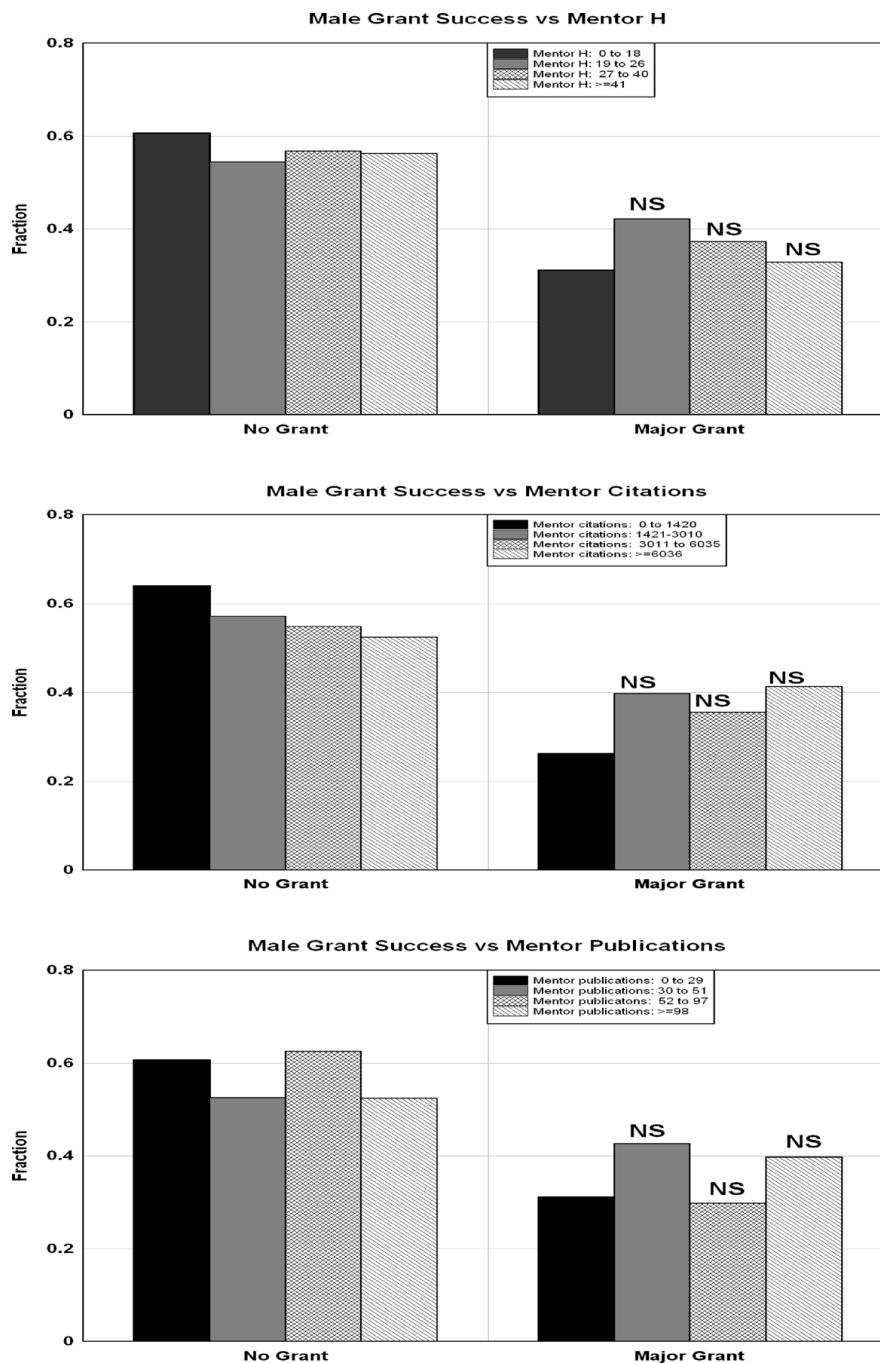 Male Grant Success vs Mentor H
0.8
Mentor H: 0 to 18
Mentor H: 19 to 26
Mentor H: 27 to 40
Mentor H: >=41
0.6
Fraction
NS
NS
NS
0.4
0.2
0
No Grant
Major Grant
Male Grant Success vs Mentor Citations
0.8
Mentor citations: 0 to 1420
Mentor citations: 1421-3010
Mentor citations: 3011 to 6035
Mentor citations: >=6036
0.6
Fraction
NS
NS
NS
0.4
0.2
0
No Grant
Major Grant
Male Grant Success vs Mentor Publications
0.8
Mentor publications: 0 to 29
Mentor publications: 30 to 51
Mentor publicatons: 52 to 97
Mentor publications: >=98
0.6
Fraction
NS
NS
NS
0.4
0.2
0
No Grant
Major Grant